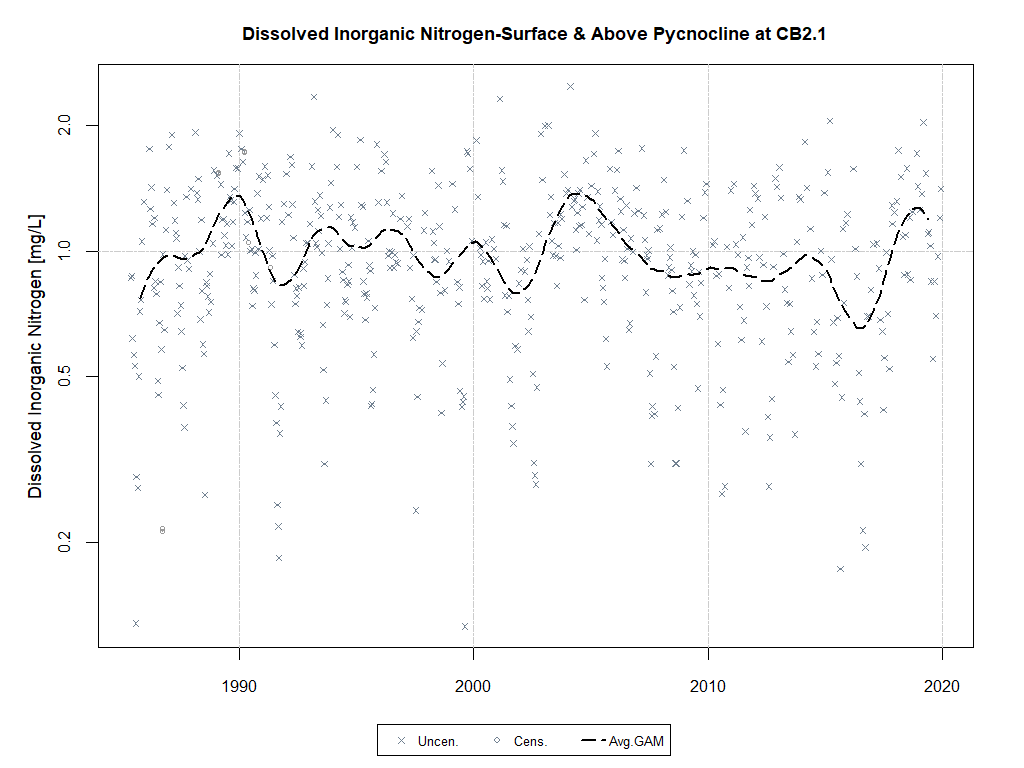 Dissolved Inorganic Nitrogen-Surface & Above Pycnocline at CB2.1
Dissolved Inorganic Nitrogen [mg/L]
2.0
1.0
0.5
0.2
1990 2000 2010 2020
Uncen. Cens. Avg.GAM